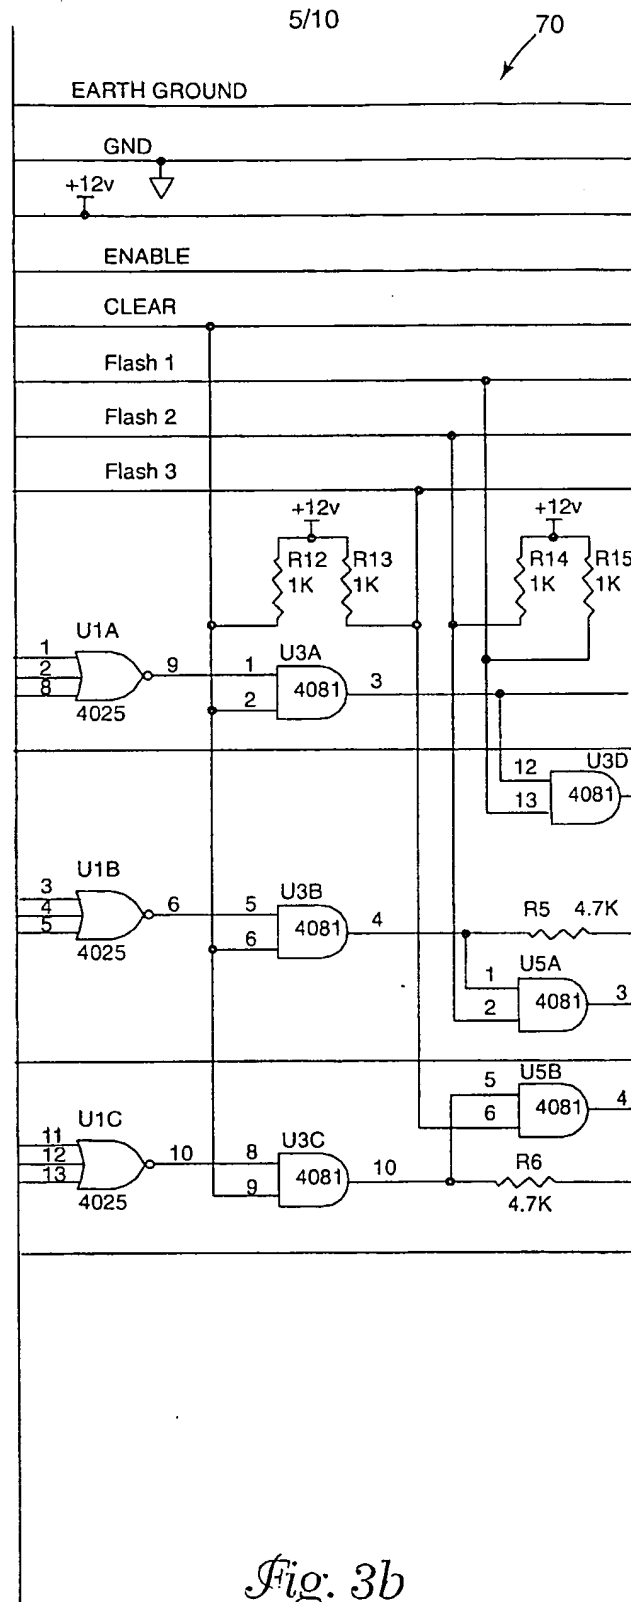 5/10
70
EARTH GROUND
GND
+12v
ENABLE
CLEAR
Flash 1
Flash 2
Flash 3
+12v
+12v
R12
1K
R13
1K
R14
1K
R15
1K
U1A
1
2
8
9
4025
U3A
1
2
4081
3
U3D
12
13
4081
U1B
3
4
5
6
4025
U3B
5
6
4081
4
R5 4.7K
U5A
1
2
4081
3
U5B
5
6
4081
4
U1C
11
12
13
10
4025
U3C
8
9
4081
10
R6
4.7K
Fig. 3b